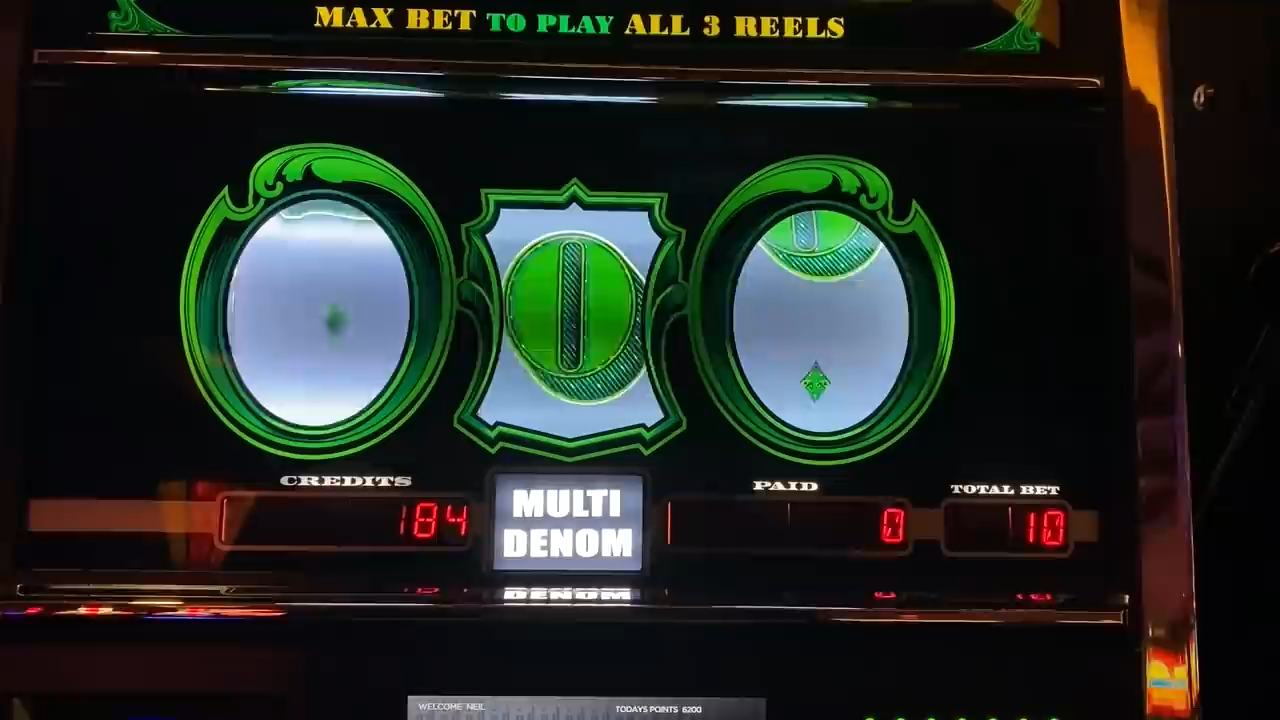 MAX BET TO PLAY ALL 3 REELS
0
CREDITS
PAID
TOTAL BET
184
MULTI
DENOM
0
10
WELCOME NEIL
TODAYS POINTS 6200